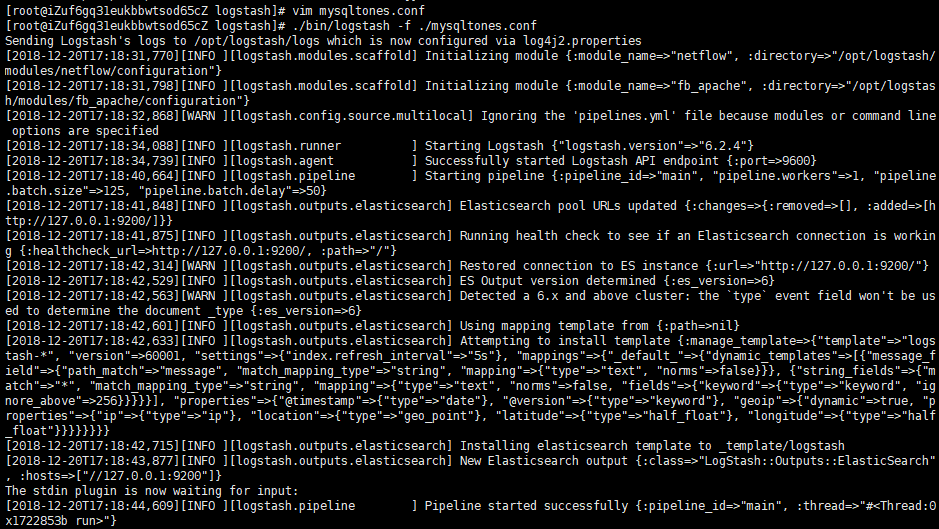 [root@iZuf6gq31eukbbwtsod65cZ logstash]# vim mysqltones.conf
[root@iZuf6gq31eukbbwtsod65cZ logstash]# ./bin/logstash -f ./mysqltones.conf
Sending Logstash's logs to /opt/logstash/logs which is now configured via log4j2.properties
[2018-12-20T17:18:31,770][INFO ][logstash.modules.scaffold] Initializing module {:module_name=>"netflow", :directory=>"/opt/logstash/
modules/netflow/configuration"}
[2018-12-20T17:18:31,798][INFO ][logstash.modules.scaffold] Initializing module {:module_name=>"fb_apache", :directory=>"/opt/logstas
h/modules/fb_apache/configuration"}
[2018-12-20T17:18:32,868][WARN ][logstash.config.source.multilocal] Ignoring the 'pipelines.yml' file because modules or command line
 options are specified
[2018-12-20T17:18:34,088][INFO ][logstash.runner          ] Starting Logstash {"logstash.version"=>"6.2.4"}
[2018-12-20T17:18:34,739][INFO ][logstash.agent           ] Successfully started Logstash API endpoint {:port=>9600}
[2018-12-20T17:18:40,664][INFO ][logstash.pipeline        ] Starting pipeline {:pipeline_id=>"main", "pipeline.workers"=>1, "pipeline
.batch.size"=>125, "pipeline.batch.delay"=>50}
[2018-12-20T17:18:41,848][INFO ][logstash.outputs.elasticsearch] Elasticsearch pool URLs updated {:changes=>{:removed=>[], :added=>[h
ttp://127.0.0.1:9200/]}}
[2018-12-20T17:18:41,875][INFO ][logstash.outputs.elasticsearch] Running health check to see if an Elasticsearch connection is workin
g {:healthcheck_url=>http://127.0.0.1:9200/, :path=>"/"}
[2018-12-20T17:18:42,314][WARN ][logstash.outputs.elasticsearch] Restored connection to ES instance {:url=>"http://127.0.0.1:9200/"}
[2018-12-20T17:18:42,529][INFO ][logstash.outputs.elasticsearch] ES Output version determined {:es_version=>6}
[2018-12-20T17:18:42,563][WARN ][logstash.outputs.elasticsearch] Detected a 6.x and above cluster: the `type` event field won't be us
ed to determine the document _type {:es_version=>6}
[2018-12-20T17:18:42,601][INFO ][logstash.outputs.elasticsearch] Using mapping template from {:path=>nil}
[2018-12-20T17:18:42,633][INFO ][logstash.outputs.elasticsearch] Attempting to install template {:manage_template=>{"template"=>"logs
tash-*", "version"=>60001, "settings"=>{"index.refresh_interval"=>"5s"}, "mappings"=>{"_default_"=>{"dynamic_templates"=>[{"message_f
ield"=>{"path_match"=>"message", "match_mapping_type"=>"string", "mapping"=>{"type"=>"text", "norms"=>false}}}, {"string_fields"=>{"m
atch"=>"*", "match_mapping_type"=>"string", "mapping"=>{"type"=>"text", "norms"=>false, "fields"=>{"keyword"=>{"type"=>"keyword", "ig
nore_above"=>256}}}}}], "properties"=>{"@timestamp"=>{"type"=>"date"}, "@version"=>{"type"=>"keyword"}, "geoip"=>{"dynamic"=>true, "p
roperties"=>{"ip"=>{"type"=>"ip"}, "location"=>{"type"=>"geo_point"}, "latitude"=>{"type"=>"half_float"}, "longitude"=>{"type"=>"half
_float"}}}}}}}}
[2018-12-20T17:18:42,715][INFO ][logstash.outputs.elasticsearch] Installing elasticsearch template to _template/logstash
[2018-12-20T17:18:43,877][INFO ][logstash.outputs.elasticsearch] New Elasticsearch output {:class=>"LogStash::Outputs::ElasticSearch"
, :hosts=>["//127.0.0.1:9200"]}
The stdin plugin is now waiting for input:
[2018-12-20T17:18:44,609][INFO ][logstash.pipeline        ] Pipeline started successfully {:pipeline_id=>"main", :thread=>"#<Thread:0
x1722853b run>"}